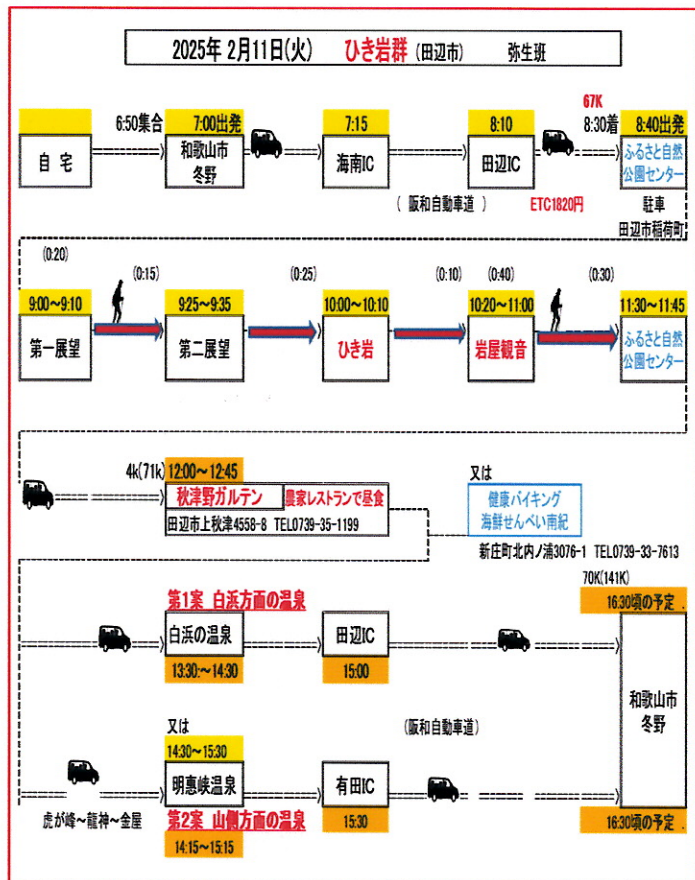 2025年 2月11日(火) ひき岩群 (田辺市) 弥生班
67K
6:50集合 7:00出発 7:15 8:10 8:30着 8:40出発
自宅 和歌山市冬野 海南IC 田辺IC ふるさと自然公園センター
( 阪和自動車道 ) ETC1820円 駐車
田辺市稲荷町
(0:20) (0:15) (0:25) (0:10) (0:40) (0:30)
9:00～9:10 9:25～9:35 10:00～10:10 10:20～11:00 11:30～11:45
第一展望 第二展望 ひき岩 岩屋観音 ふるさと自然公園センター
4k(71k) 12:00～12:45 又は
秋津野ガルテン 農家レストランで昼食 健康バイキング
田辺市上秋津4558-8 TEL0739-35-1199 海鮮せんべい南紀
新庄町北内ノ浦3076-1 TEL0739-33-7613
70K(141K)
第1案 白浜方面の温泉 16:30頃の予定 .
白浜の温泉 田辺IC
13:30:～14:30 15:00
和歌山市
冬野
又は (阪和自動車道)
14:30～15:30
明恵峡温泉 有田IC
虎が峰～龍神～金屋 第2案 山側方面の温泉 15:30 16:30頃の予定 .
14:15～15:15